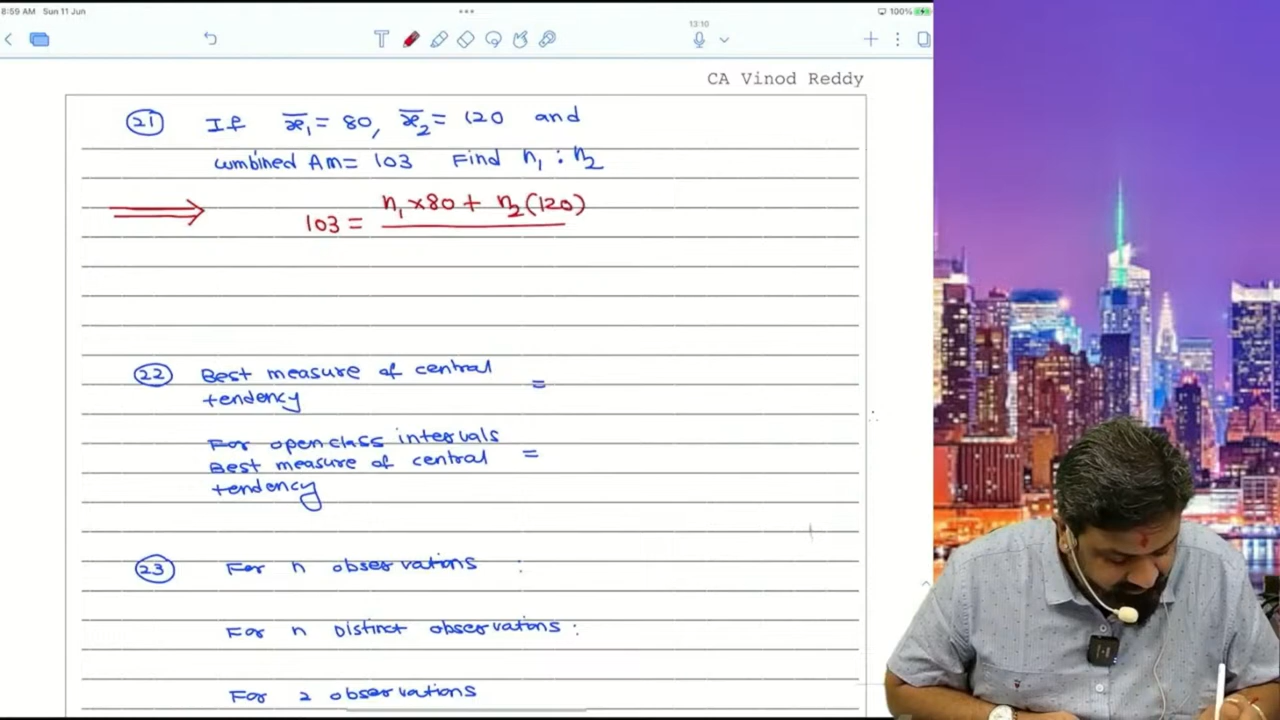 8:59 AM Sun 11 Jun
100%
13:10
T
CA Vinod Reddy
21 If x̄₁ = 80, x̄₂ = 120 and
combined Am = 103 Find n₁ : n₂
103 = n₁ × 80 + n₂ (120)
22 Best measure of central =
tendency
For open class intervals
Best measure of central =
tendency
23 For n observations :
For n Distinct observations :
For 2 observations